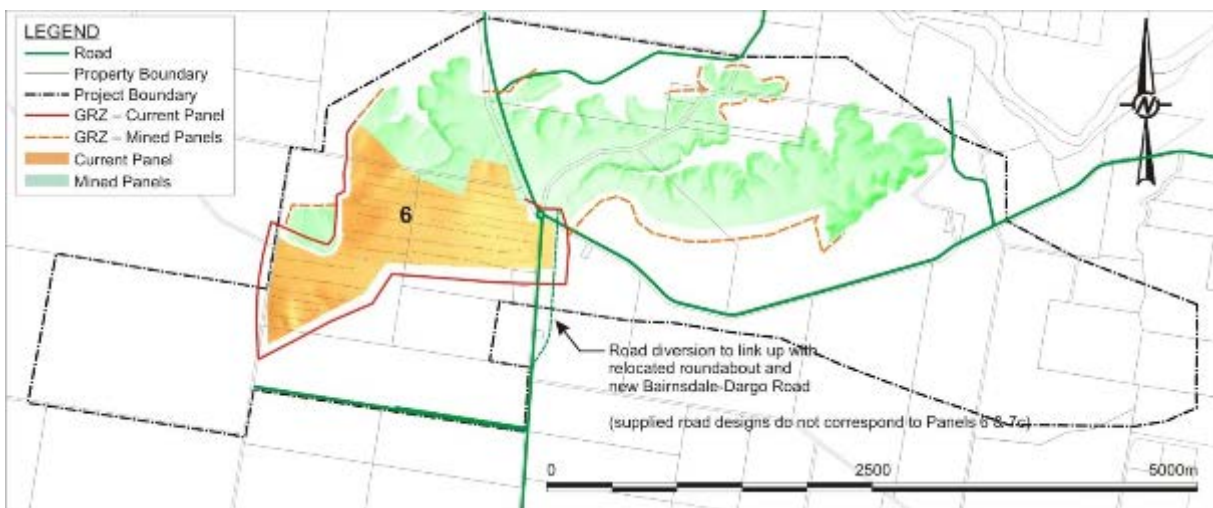 LEGEND
Road
Property Boundary
Project Boundary
GRZ – Current Panel
GRZ – Mined Panels
Current Panel
Mined Panels
N
6
Road diversion to link up with
relocated roundabout and
new Bairnsdale-Dargo Road
(supplied road designs do not correspond to Panels 6 & 7c)
0 2500 5000m